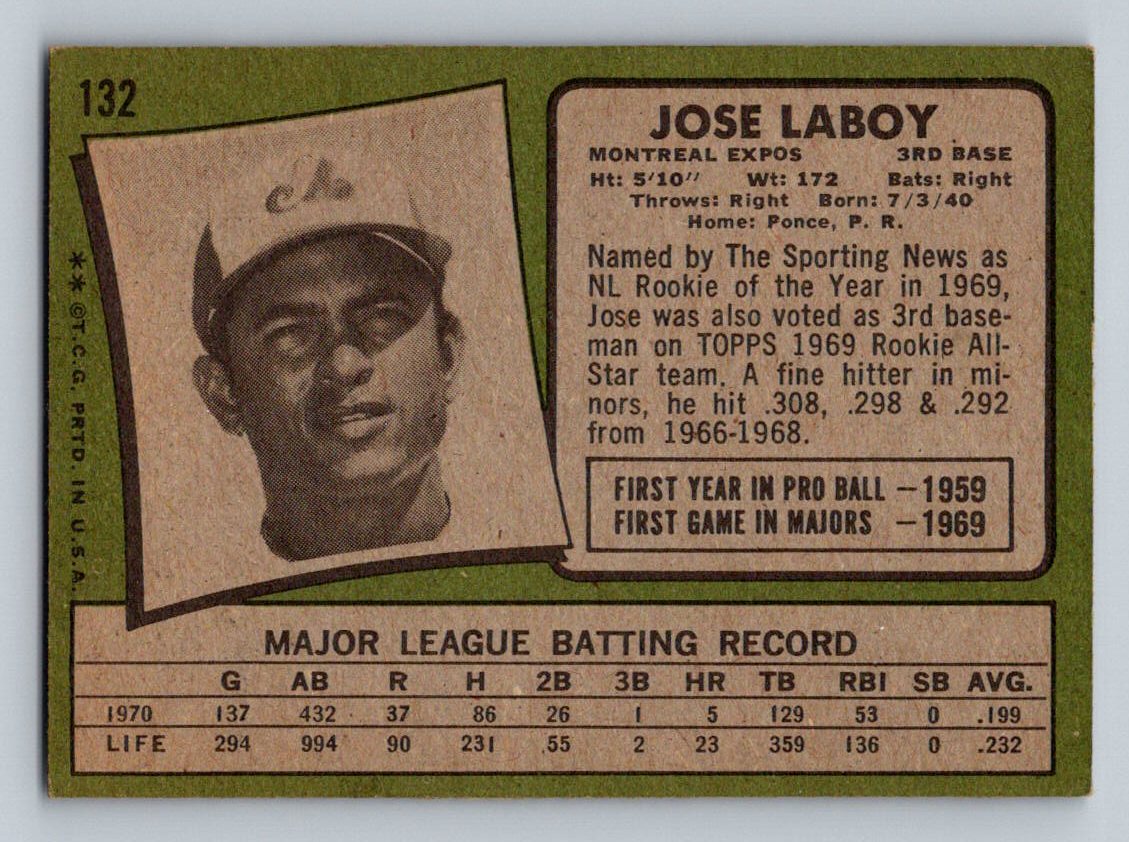 132
JOSE LABOY
MONTREAL EXPOS 3RD BASE
Ht: 5'10" Wt: 172 Bats: Right
Throws: Right Born: 7/3/40
Home: Ponce, P. R.
Named by The Sporting News as
NL Rookie of the Year in 1969,
Jose was also voted as 3rd base-
man on TOPPS 1969 Rookie All-
Star team. A fine hitter in mi-
nors, he hit .308, .298 & .292
from 1966-1968.
FIRST YEAR IN PRO BALL –1959
FIRST GAME IN MAJORS –1969
**©T.C.G. PRTD. IN U.S.A.
MAJOR LEAGUE BATTING RECORD
G AB R H 2B 3B HR TB RBI SB AVG.
1970 137 432 37 86 26 1 5 129 53 0 .199
LIFE 294 994 90 231 55 2 23 359 136 0 .232